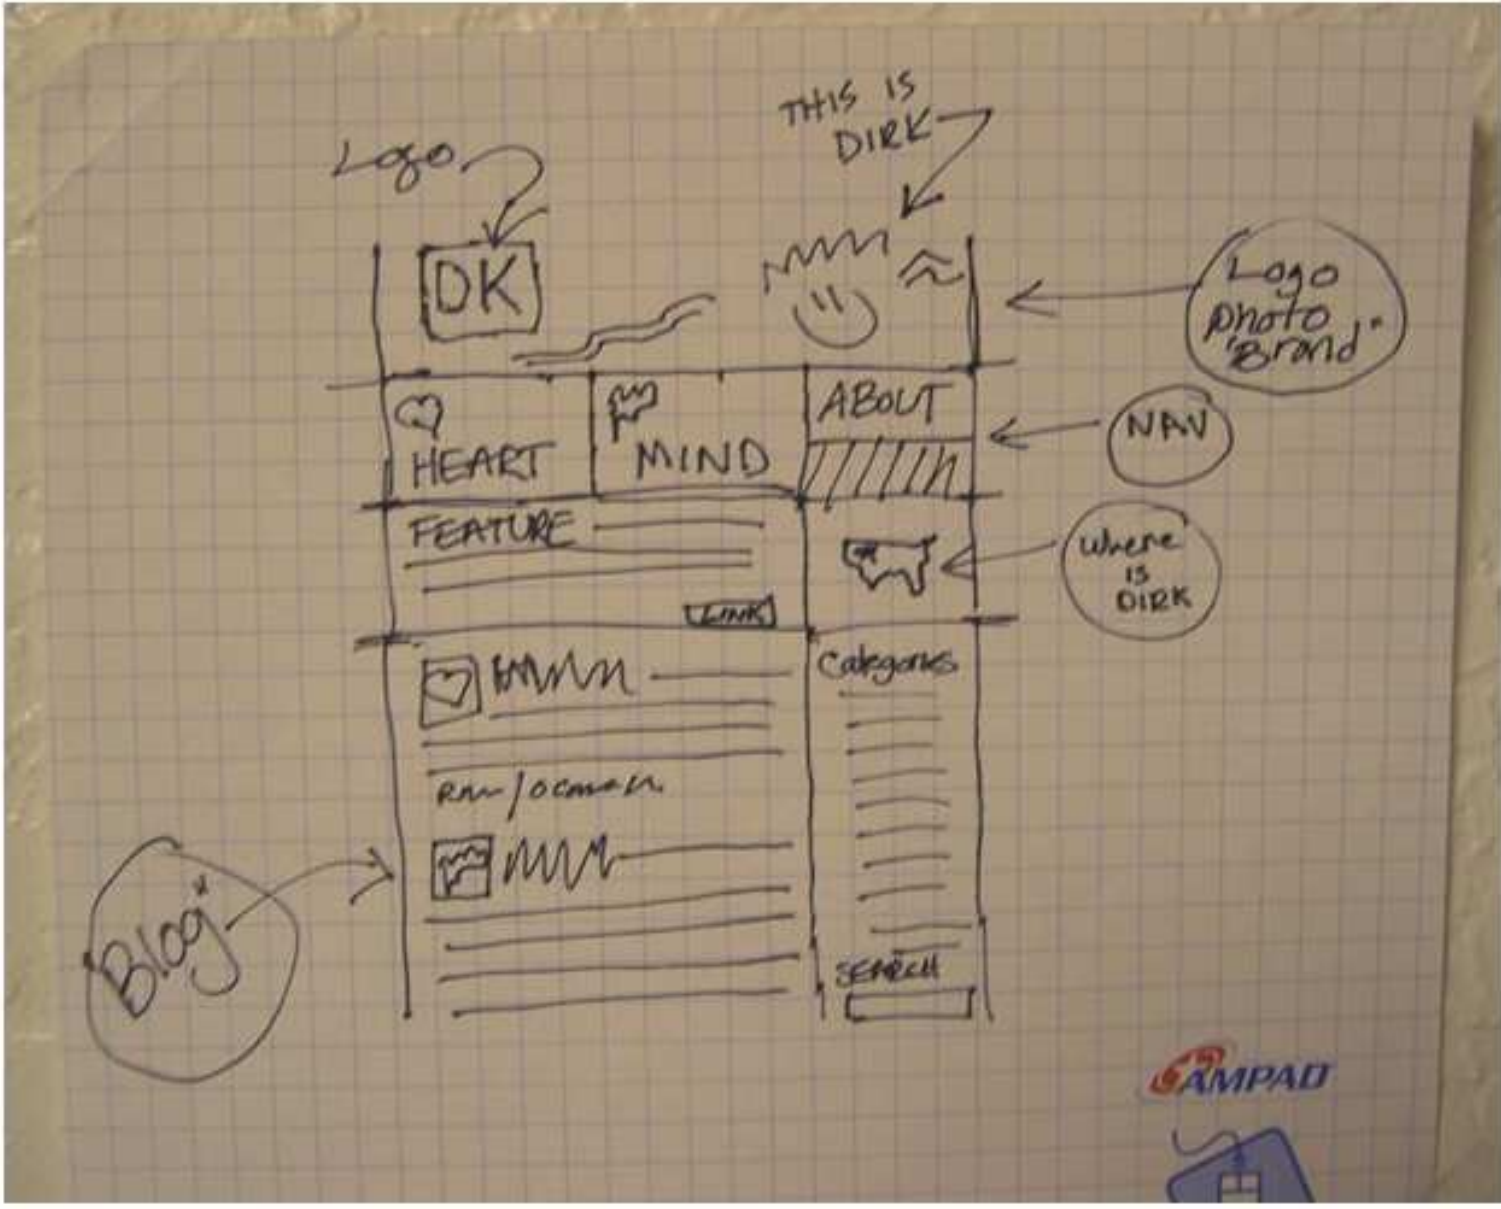 THIS IS
DIRK
Logo
DK
Logo
photo
"Brand"
HEART
MIND
ABOUT
NAV
FEATURE
LINK
Where
is
DIRK
Categories
"Blog"
SEARCH
AMPAD